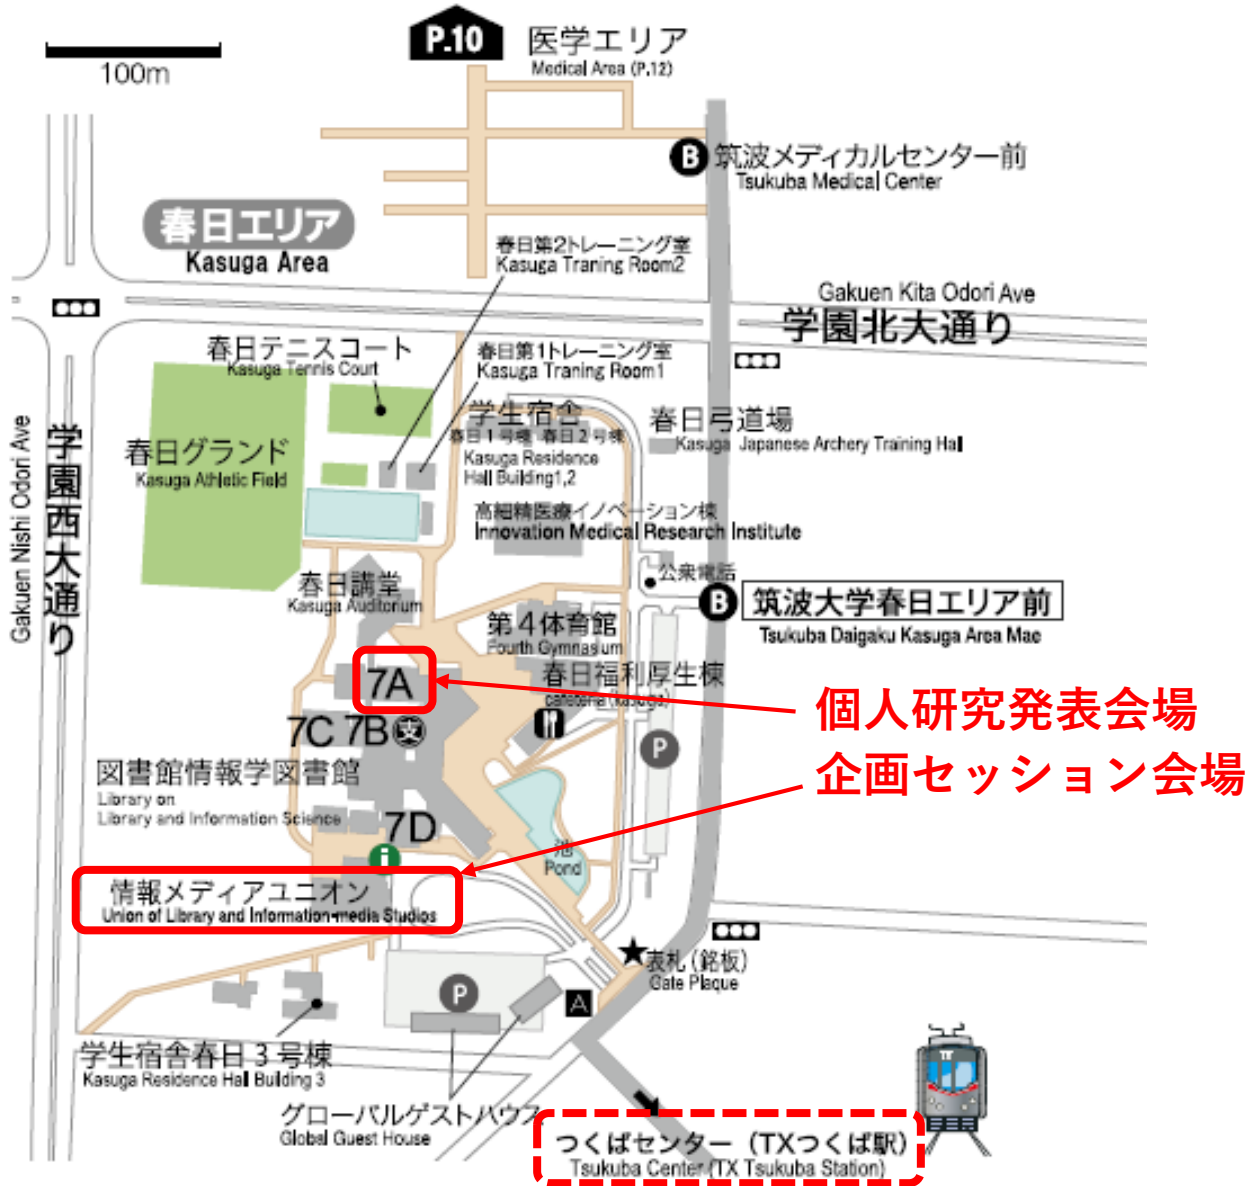 100m
P.10
医学エリア
Medical Area (P.12)
B
筑波メディカルセンター前
Tsukuba Medical Center
春日エリア
Kasuga Area
春日第2トレーニング室
Kasuga Traning Room2
Gakuen Kita Odori Ave
学園北大通り
春日テニスコート
Kasuga Tennis Court
春日第1トレーニング室
Kasuga Traning Room1
学生宿舎
春日1号棟 春日2号棟
Kasuga Residence
Hall Building1,2
春日弓道場
Kasuga Japanese Archery Training Hall
春日グランド
Kasuga Athletic Field
Gakuen Nishi Odori Ave
学園西大通り
高細精医療イノベーション棟
Innovation Medical Research Institute
公衆電話
春日講堂
Kasuga Auditorium
B
筑波大学春日エリア前
Tsukuba Daigaku Kasuga Area Mae
第4体育館
Fourth Gymnasium
春日福利厚生棟
cafeteria (kasuga)
7A
個人研究発表会場
7C 7B 支
P
企画セッション会場
図書館情報学図書館
Library on
Library and Information Science
7D
i
池
Pond
情報メディアユニオン
Union of Library and Information-media Studios
表札(銘板)
Gate Plaque
P
A
学生宿舎春日3号棟
Kasuga Residence Hall Building 3
グローバルゲストハウス
Global Guest House
つくばセンター (TXつくば駅)
Tsukuba Center (TX Tsukuba Station)